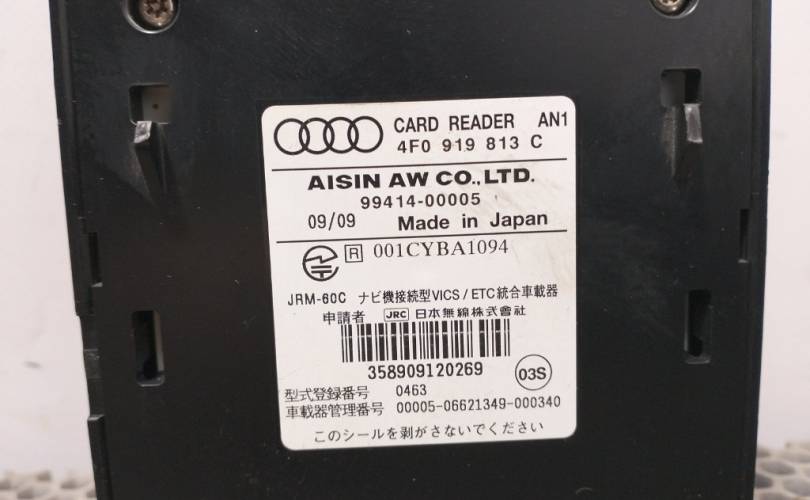 CARD READER AN1
4F0 919 813 C
AISIN AW CO.,LTD.
99414-00005
09/09 Made in Japan
R 001CYBA1094
JRM-60C ナビ機接続型VICS/ETC統合車載器
申請者 JRC 日本無線株式會社
358909120269
03S
型式登録番号 0463
車載器管理番号 00005-06621349-000340
このシールを剥がさないでください